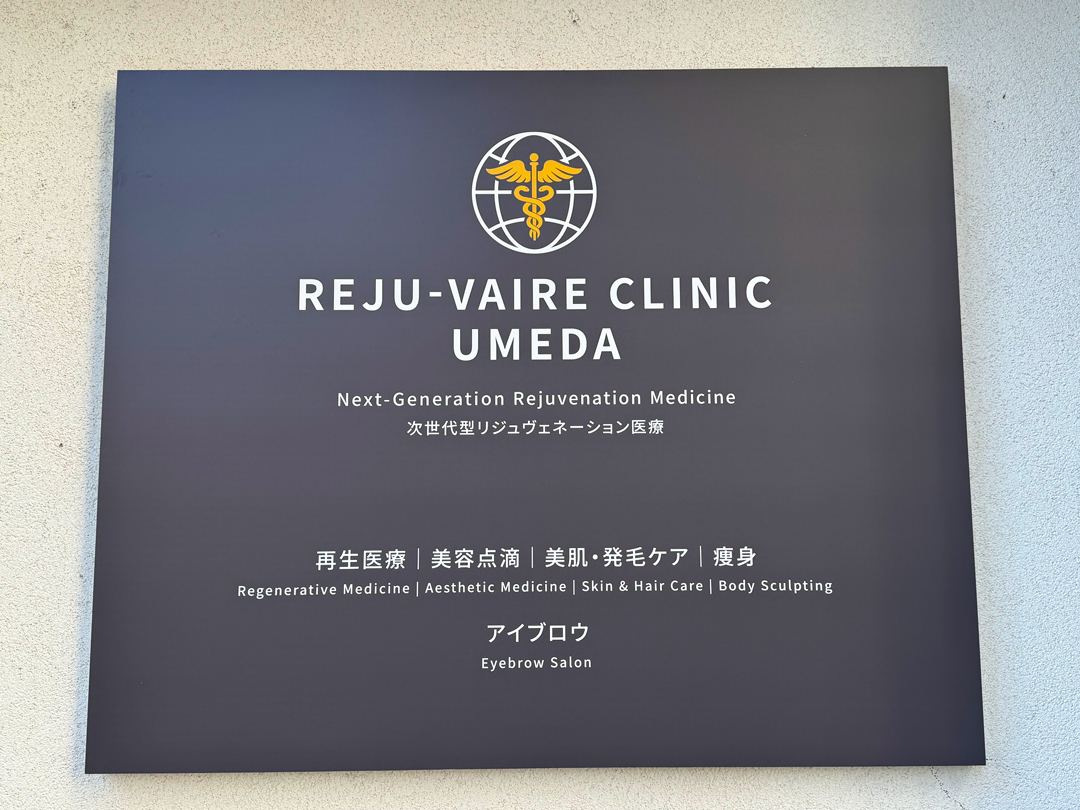 REJU-VAIRE CLINIC
UMEDA
Next-Generation Rejuvenation Medicine
次世代型リジュヴェネーション医療
再生医療｜美容点滴｜美肌・発毛ケア｜痩身
Regenerative Medicine | Aesthetic Medicine | Skin & Hair Care | Body Sculpting
アイブロウ
Eyebrow Salon